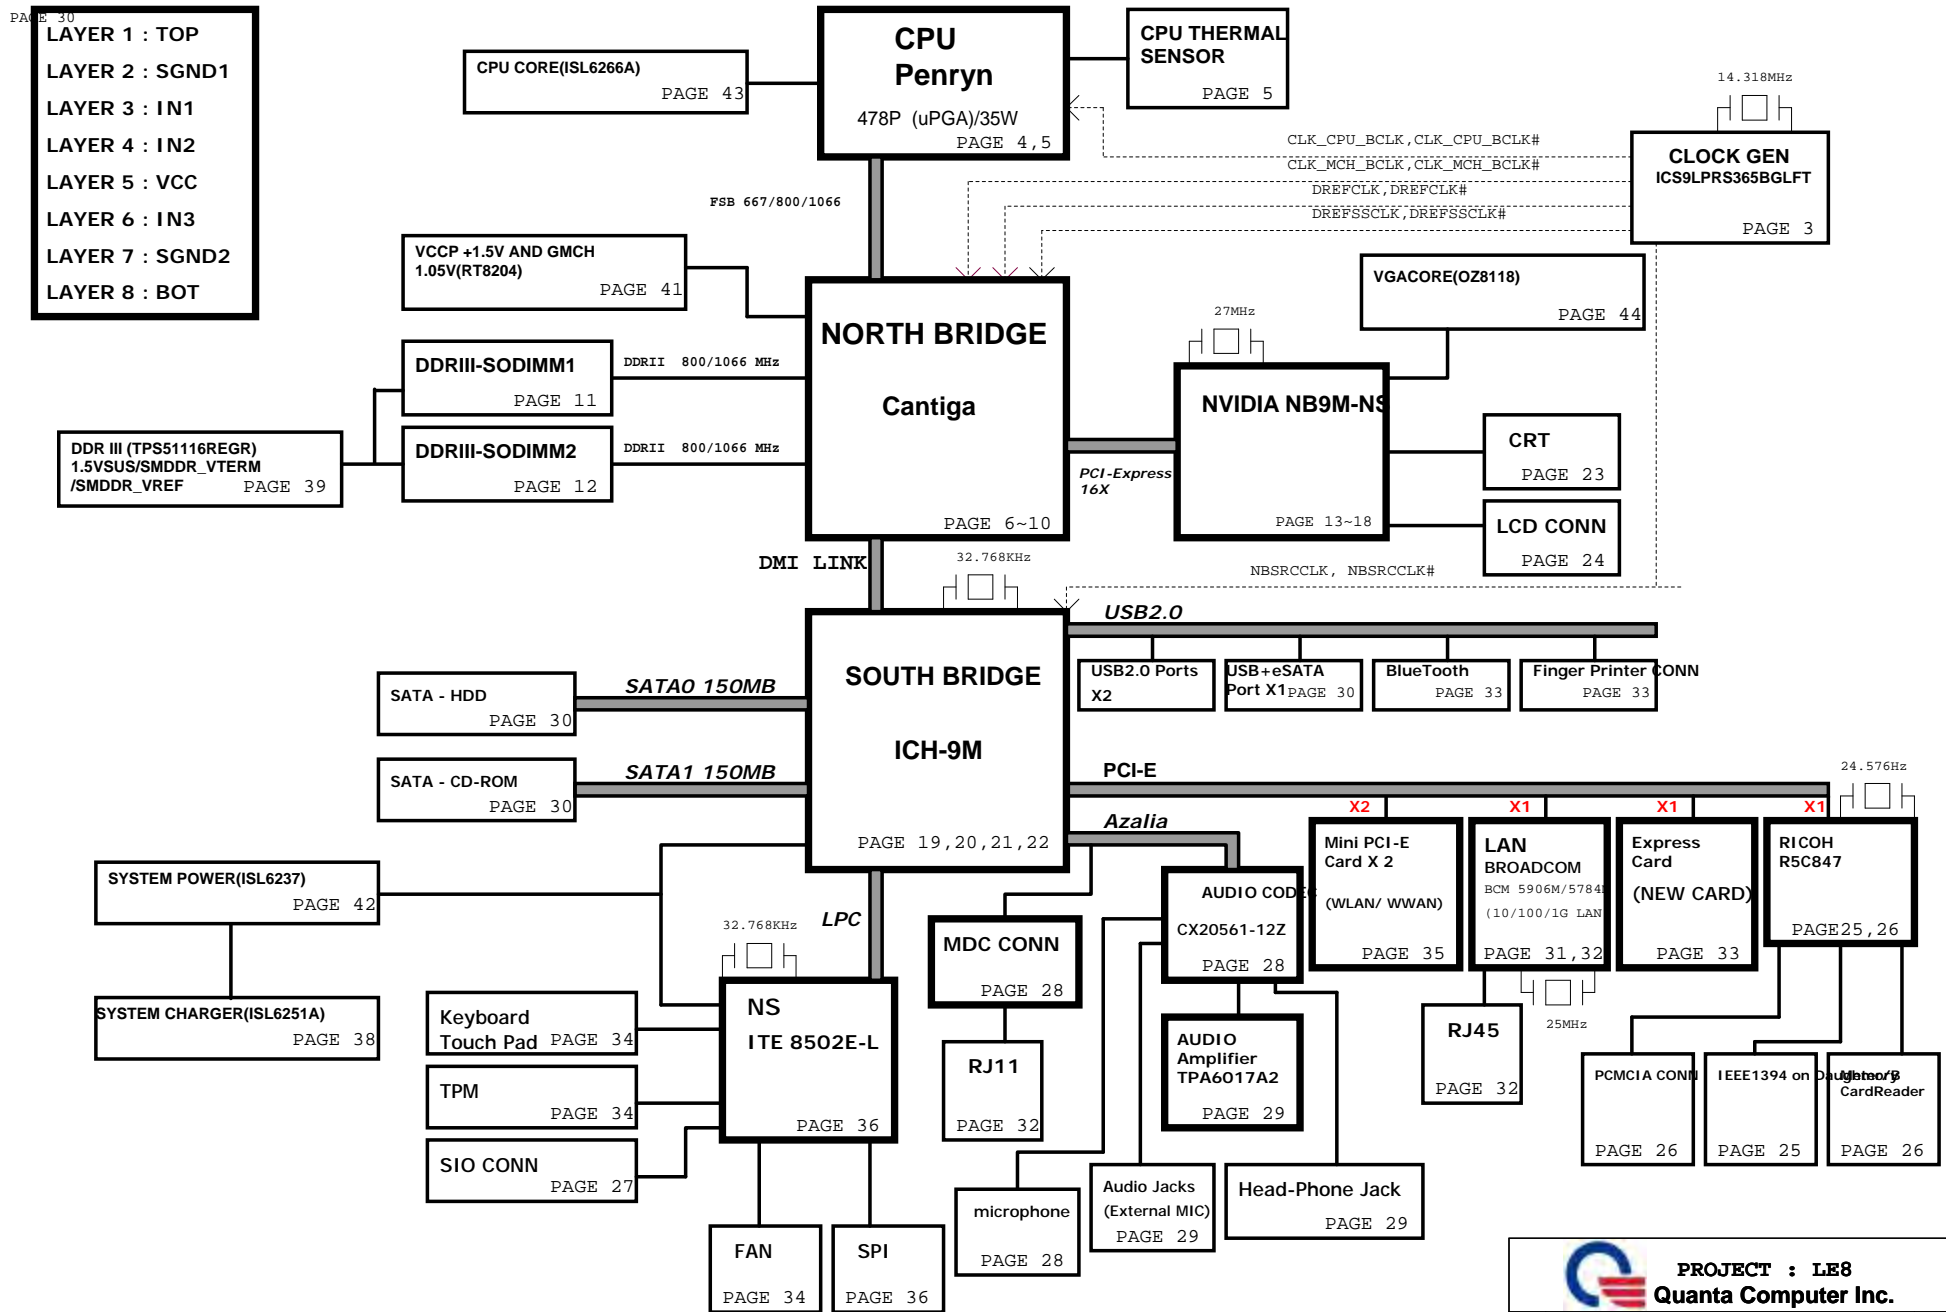 PAGE 30
LAYER 1 : TOP
LAYER 2 : SGND1
LAYER 3 : IN1
LAYER 4 : IN2
LAYER 5 : VCC
LAYER 6 : IN3
LAYER 7 : SGND2
LAYER 8 : BOT
CPU CORE(ISL6266A)
PAGE 43
CPU
Penryn
478P (uPGA)/35W
PAGE 4,5
CPU THERMAL
SENSOR
PAGE 5
14.318MHz
CLOCK GEN
ICS9LPRS365BGLFT
PAGE 3
CLK_CPU_BCLK,CLK_CPU_BCLK#
CLK_MCH_BCLK,CLK_MCH_BCLK#
DREFCLK,DREFCLK#
DREFSSCLK,DREFSSCLK#
FSB 667/800/1066
VCCP +1.5V AND GMCH
1.05V(RT8204)
PAGE 41
NORTH BRIDGE
Cantiga
PAGE 6~10
VGACORE(OZ8118)
PAGE 44
27MHz
NVIDIA NB9M-NS
PAGE 13~18
DDRIII-SODIMM1
PAGE 11
DDRII 800/1066 MHz
DDRIII-SODIMM2
PAGE 12
DDRII 800/1066 MHz
DDR III (TPS51116REGR)
1.5VSUS/SMDDR_VTERM
/SMDDR_VREF PAGE 39
PCI-Express
16X
CRT
PAGE 23
LCD CONN
PAGE 24
DMI LINK
32.768KHz
NBSRCCLK, NBSRCCLK#
USB2.0
USB2.0 Ports
X2
USB+eSATA
Port X1 PAGE 30
BlueTooth
PAGE 33
Finger Printer CONN
PAGE 33
SOUTH BRIDGE
ICH-9M
PAGE 19,20,21,22
SATA - HDD
PAGE 30
SATA0 150MB
SATA - CD-ROM
PAGE 30
SATA1 150MB
PCI-E
24.576Hz
X2
X1
X1
X1
Azalia
Mini PCI-E
Card X 2
(WLAN/ WWAN)
PAGE 35
LAN
BROADCOM
BCM 5906M/5784M
(10/100/1G LAN
PAGE 31,32
Express
Card
(NEW CARD)
PAGE 33
RICOH
R5C847
PAGE25,26
SYSTEM POWER(ISL6237)
PAGE 42
SYSTEM CHARGER(ISL6251A)
PAGE 38
LPC
32.768KHz
NS
ITE 8502E-L
PAGE 36
Keyboard
Touch Pad PAGE 34
TPM
PAGE 34
SIO CONN
PAGE 27
FAN
PAGE 34
SPI
PAGE 36
MDC CONN
PAGE 28
RJ11
PAGE 32
AUDIO CODEC
CX20561-12Z
PAGE 28
AUDIO
Amplifier
TPA6017A2
PAGE 29
microphone
PAGE 28
Audio Jacks
(External MIC)
PAGE 29
Head-Phone Jack
PAGE 29
25MHz
RJ45
PAGE 32
PCMCIA CONN
PAGE 26
IEEE1394 on Daughter/B
PAGE 25
Memory
CardReader
PAGE 26
PROJECT : LE8
Quanta Computer Inc.